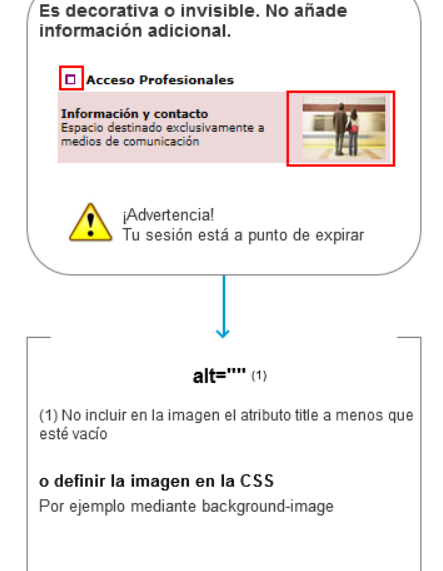 Es decorativa o invisible. No añade
información adicional.
Acceso Profesionales
Información y contacto
Espacio destinado exclusivamente a
medios de comunicación
¡Advertencia!
Tu sesión está a punto de expirar
alt="" (1)
(1) No incluir en la imagen el atributo title a menos que
esté vacío
o definir la imagen en la CSS
Por ejemplo mediante background-image